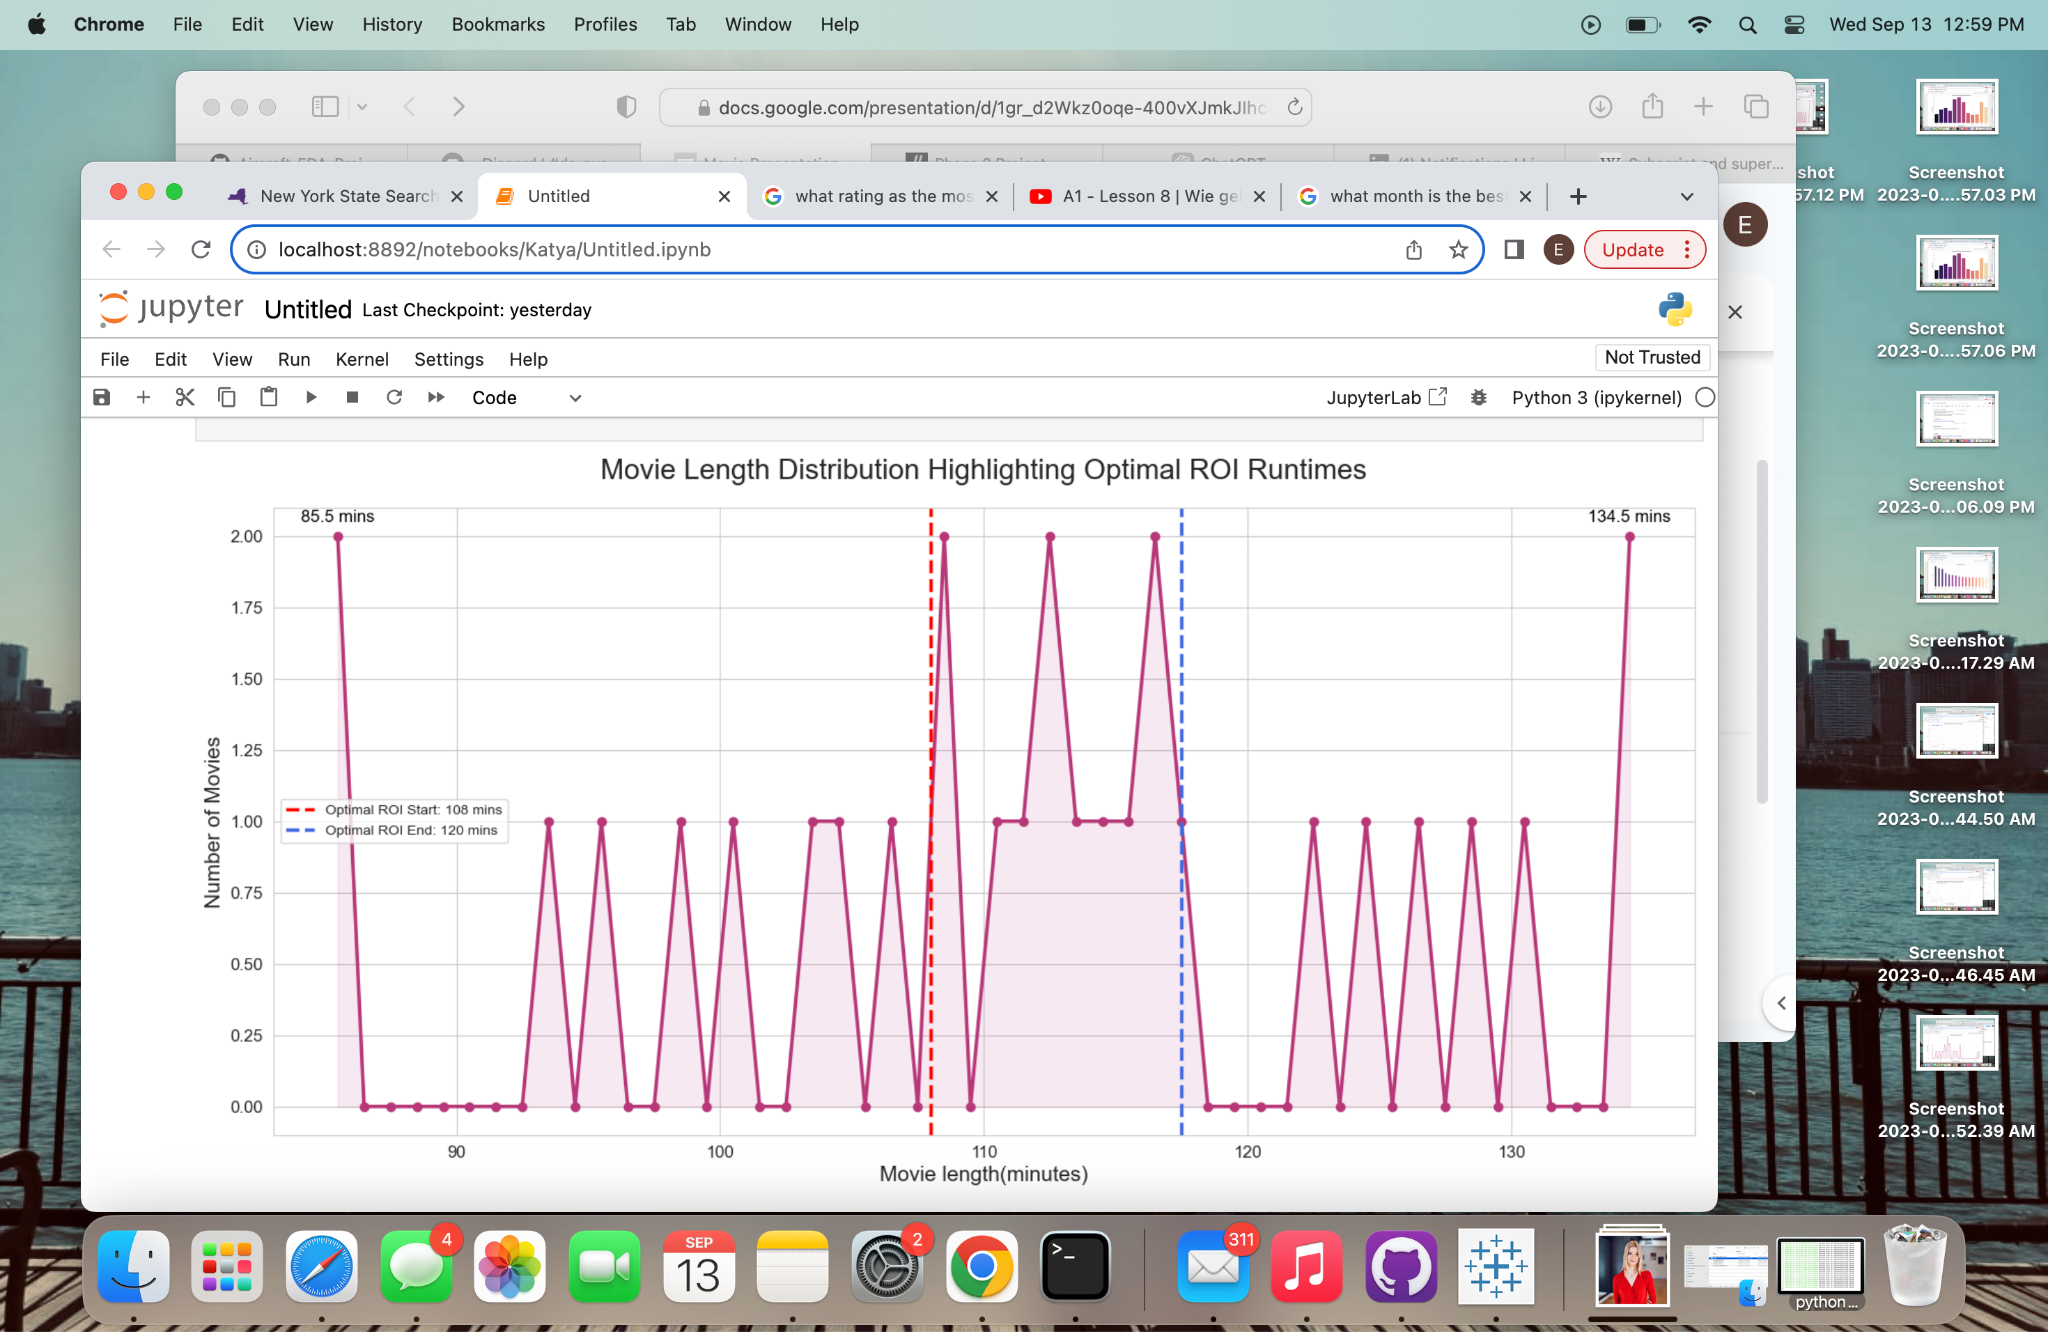 Chrome File Edit View History Bookmarks Profiles Tab Window Help Wed Sep 13 12:59 PM
docs.google.com/presentation/d/1gr_d2Wkz0oqe-400vXJmkJIhc
New York State Search Untitled what rating as the mos A1 - Lesson 8 | Wie ge what month is the bes
localhost:8892/notebooks/Katya/Untitled.ipynb E Update
E
jupyter Untitled Last Checkpoint: yesterday
File Edit View Run Kernel Settings Help Not Trusted
Code JupyterLab Python 3 (ipykernel)
Movie Length Distribution Highlighting Optimal ROI Runtimes
85.5 mins 134.5 mins
2.00
1.75
1.50
1.25
1.00
0.75
0.50
0.25
0.00
Number of Movies
Optimal ROI Start: 108 mins
Optimal ROI End: 120 mins
90 100 110 120 130
Movie length(minutes)
shot
57.12 PM
Screenshot
2023-0....57.03 PM
Screenshot
2023-0....57.06 PM
Screenshot
2023-0...06.09 PM
Screenshot
2023-0....17.29 AM
Screenshot
2023-0...44.50 AM
Screenshot
2023-0...46.45 AM
Screenshot
2023-0...52.39 AM
4
SEP
13
2
>_
311
python...